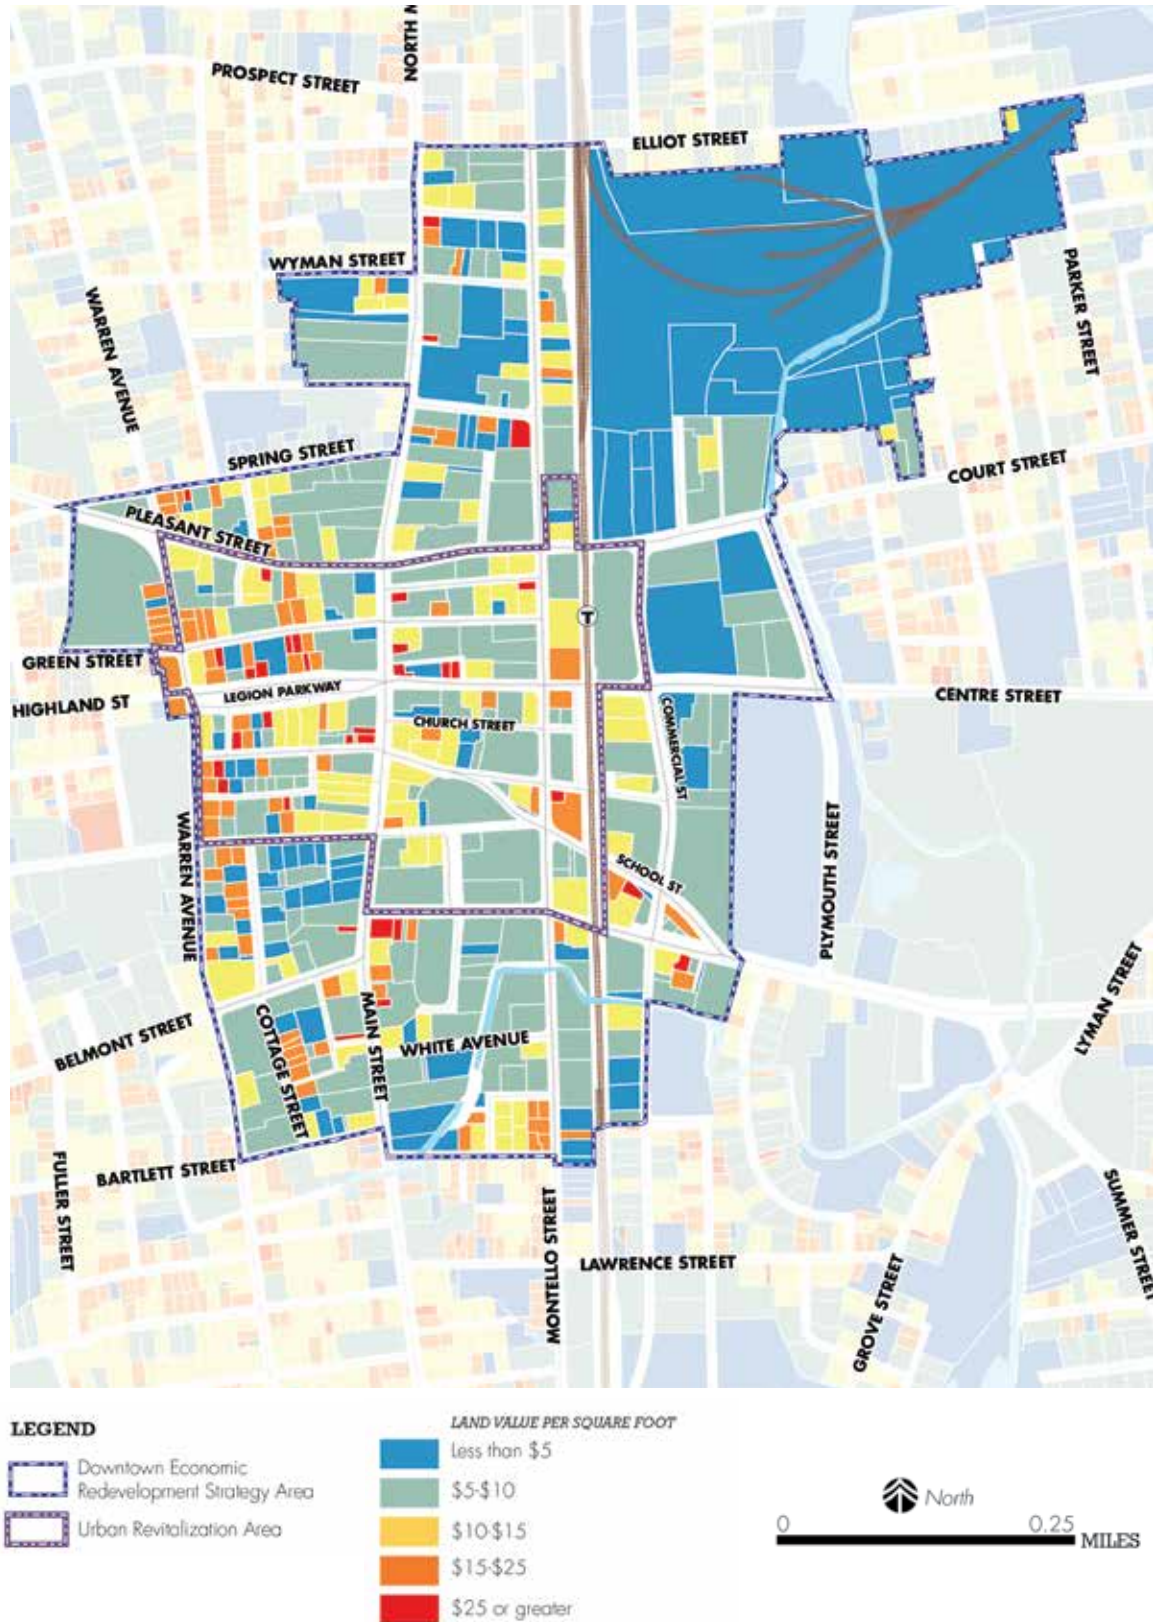 NORTH M
PROSPECT STREET
ELLIOT STREET
WYMAN STREET
PARKER STREET
WARREN AVENUE
SPRING STREET
COURT STREET
PLEASANT STREET
T
GREEN STREET
LEGION PARKWAY
CENTRE STREET
HIGHLAND ST
COMMERCIAL ST
CHURCH STREET
WARREN AVENUE
PLYMOUTH STREET
SCHOOL ST
LYMAN STREET
BELMONT STREET
COTTAGE STREET
MAIN STREET
WHITE AVENUE
FULLER STREET
BARTLETT STREET
SUMMER STREET
MONTELLO STREET
LAWRENCE STREET
GROVE STREET
LEGEND
Downtown Economic
Redevelopment Strategy Area
Urban Revitalization Area
LAND VALUE PER SQUARE FOOT
Less than $5
$5-$10
$10-$15
$15-$25
$25 or greater
North
0 0.25
MILES